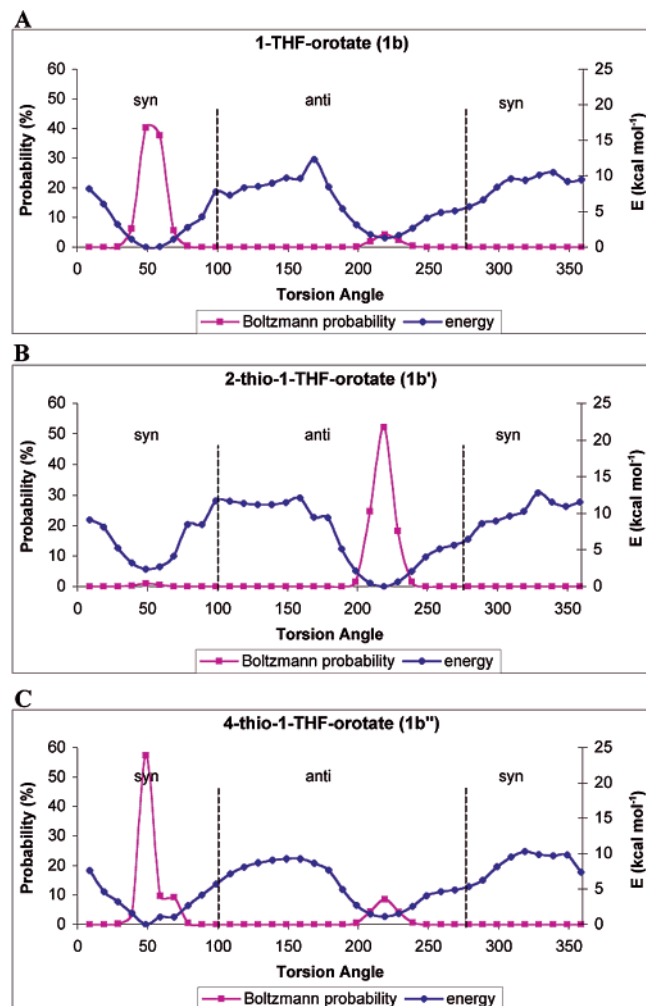 A
1-THF-orotate (1b)
60
50
40
30
20
10
0
Probability (%)
25
20
15
10
5
0
E (kcal mol-1)
syn
anti
syn
0 50 100 150 200 250 300 350
Torsion Angle
Boltzmann probability energy
B
2-thio-1-THF-orotate (1b')
60
50
40
30
20
10
0
Probability (%)
25
20
15
10
5
0
E (kcal mol-1)
syn
anti
syn
0 50 100 150 200 250 300 350
Torsion Angle
Boltzmann probability energy
C
4-thio-1-THF-orotate (1b'')
60
50
40
30
20
10
0
Probability (%)
25
20
15
10
5
0
E (kcal mol-1)
syn
anti
syn
0 50 100 150 200 250 300 350
Torsion Angle
Boltzmann probability energy